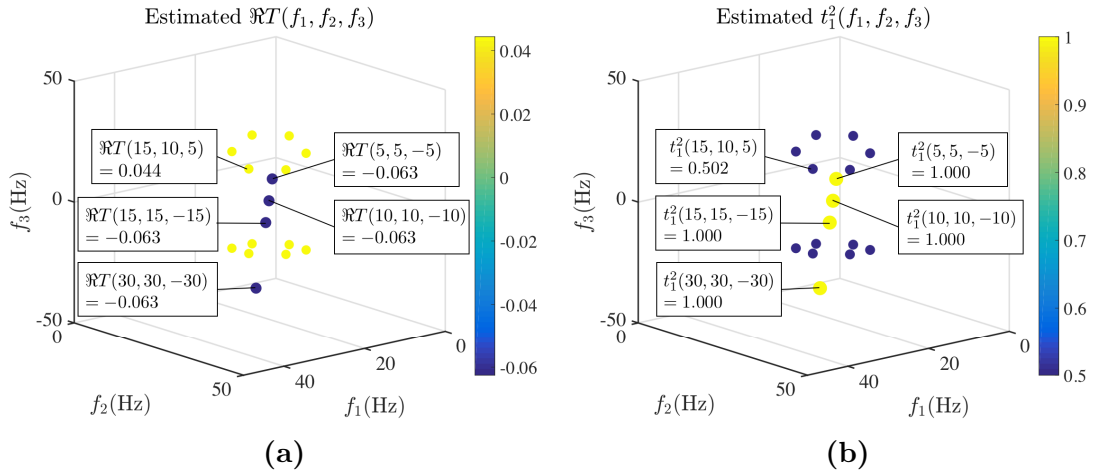 Estimated ℜT(f₁, f₂, f₃)
50
0
-50
f₃(Hz)
ℜT(15, 10, 5)
= 0.044
ℜT(5, 5, −5)
= −0.063
ℜT(15, 15, −15)
= −0.063
ℜT(10, 10, −10)
= −0.063
ℜT(30, 30, −30)
= −0.063
0
50
f₂(Hz)
40
20
0
f₁(Hz)
0.04
0.02
0
-0.02
-0.04
-0.06
(a)
Estimated t₁²(f₁, f₂, f₃)
50
0
-50
f₃(Hz)
t₁²(15, 10, 5)
= 0.502
t₁²(5, 5, −5)
= 1.000
t₁²(15, 15, −15)
= 1.000
t₁²(10, 10, −10)
= 1.000
t₁²(30, 30, −30)
= 1.000
0
50
f₂(Hz)
40
20
0
f₁(Hz)
1
0.9
0.8
0.7
0.6
0.5
(b)